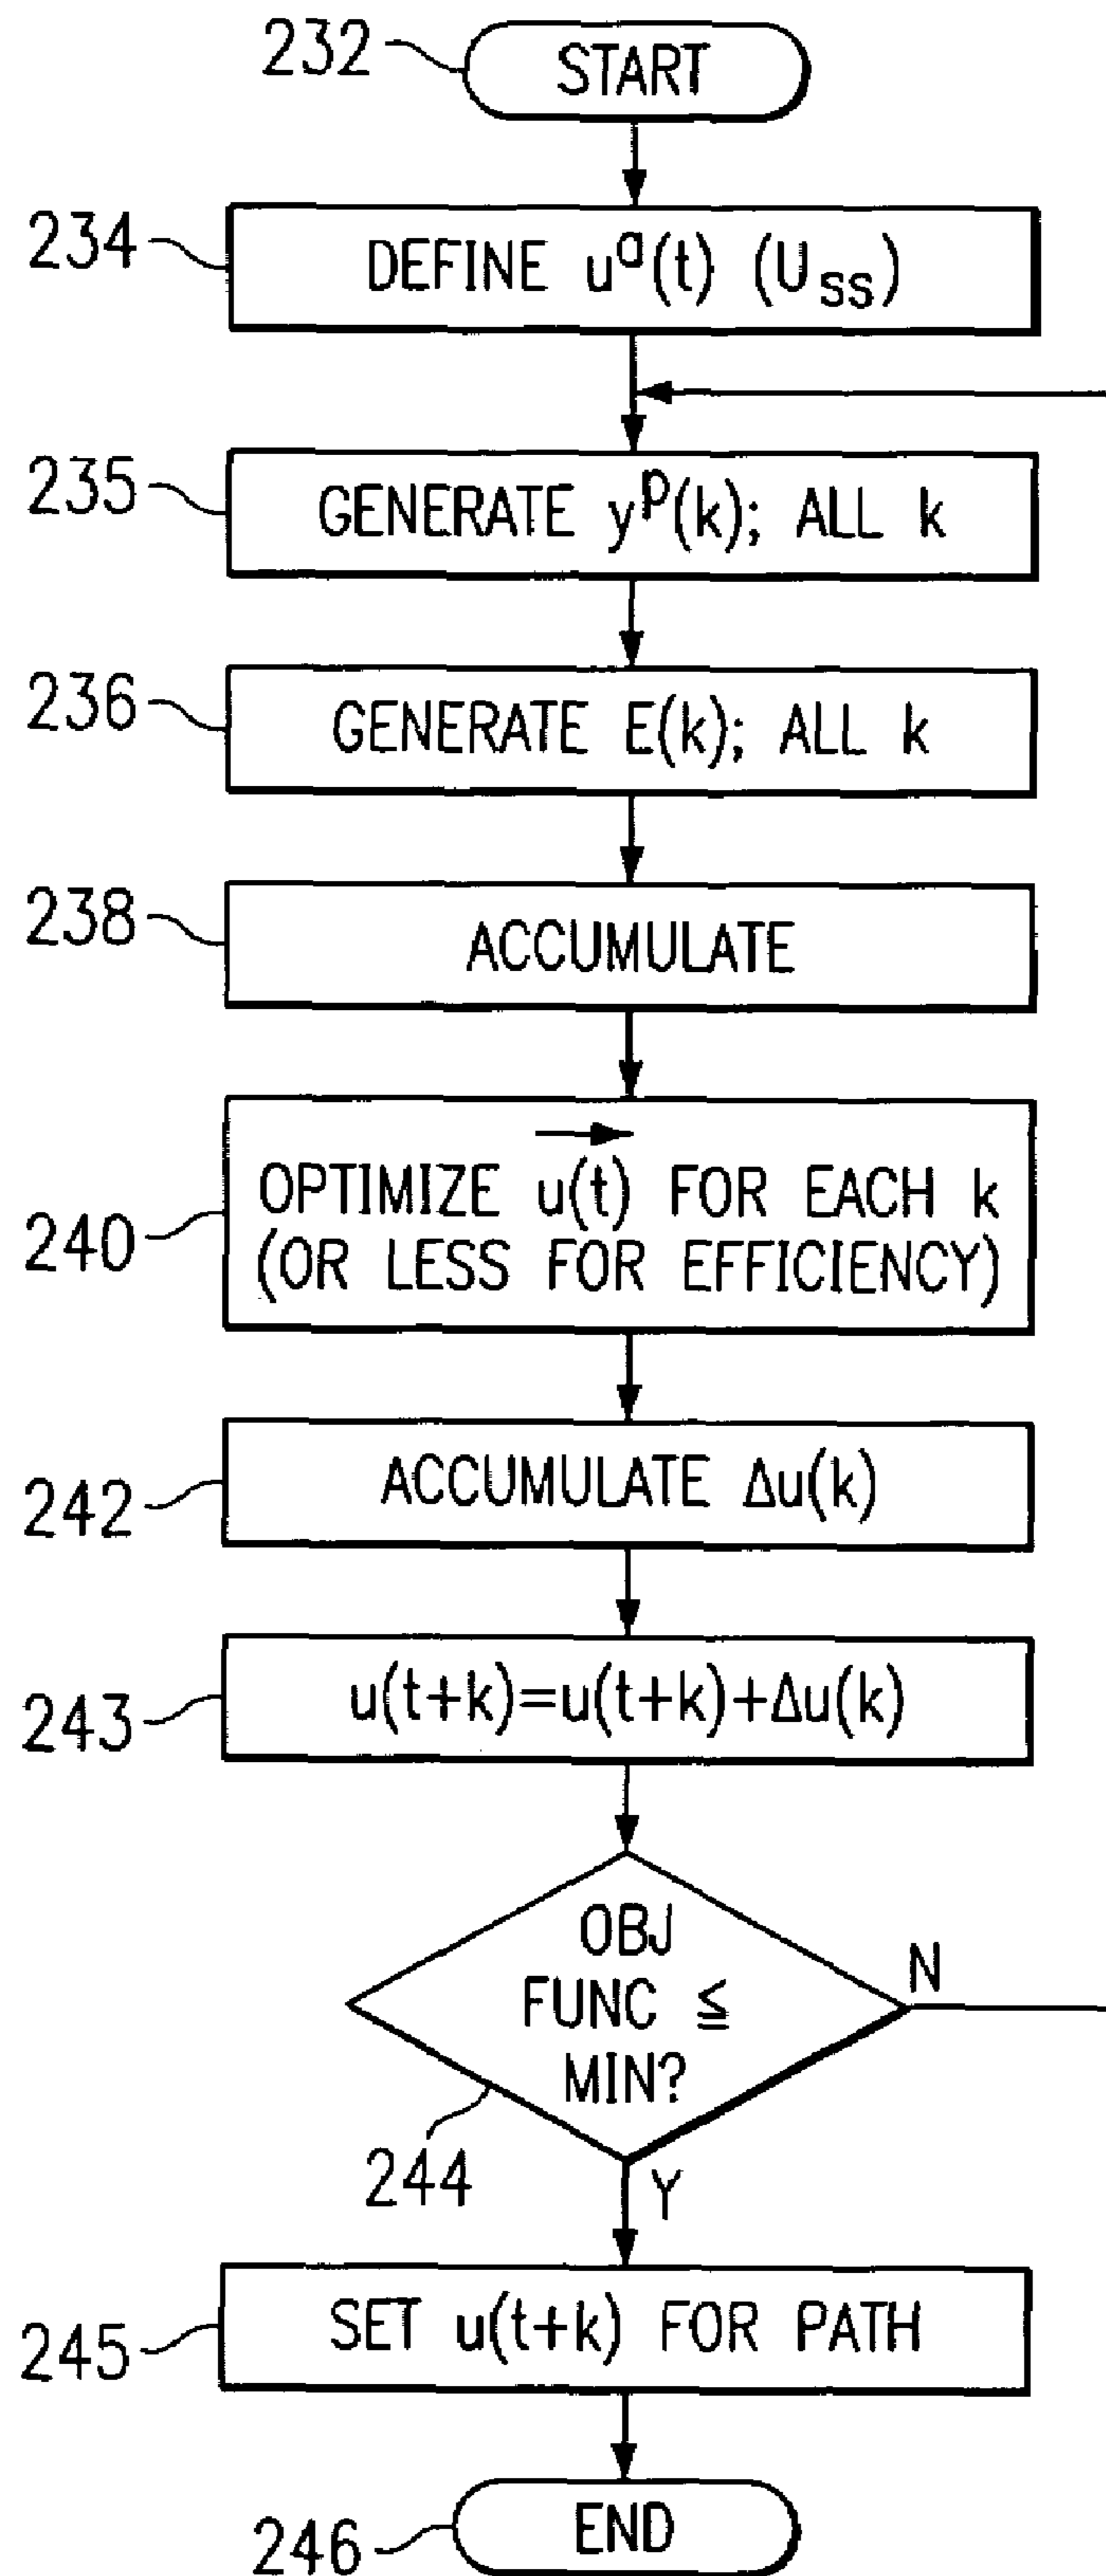 232
START
234
DEFINE u^a(t) (U_ss)
235
GENERATE y^p(k); ALL k
236
GENERATE E(k); ALL k
238
ACCUMULATE
240
OPTIMIZE u(t) FOR EACH k
(OR LESS FOR EFFICIENCY)
242
ACCUMULATE Δu(k)
243
u(t+k)=u(t+k)+Δu(k)
OBJ
FUNC ≦
MIN?
N
244
Y
245
SET u(t+k) FOR PATH
246
END